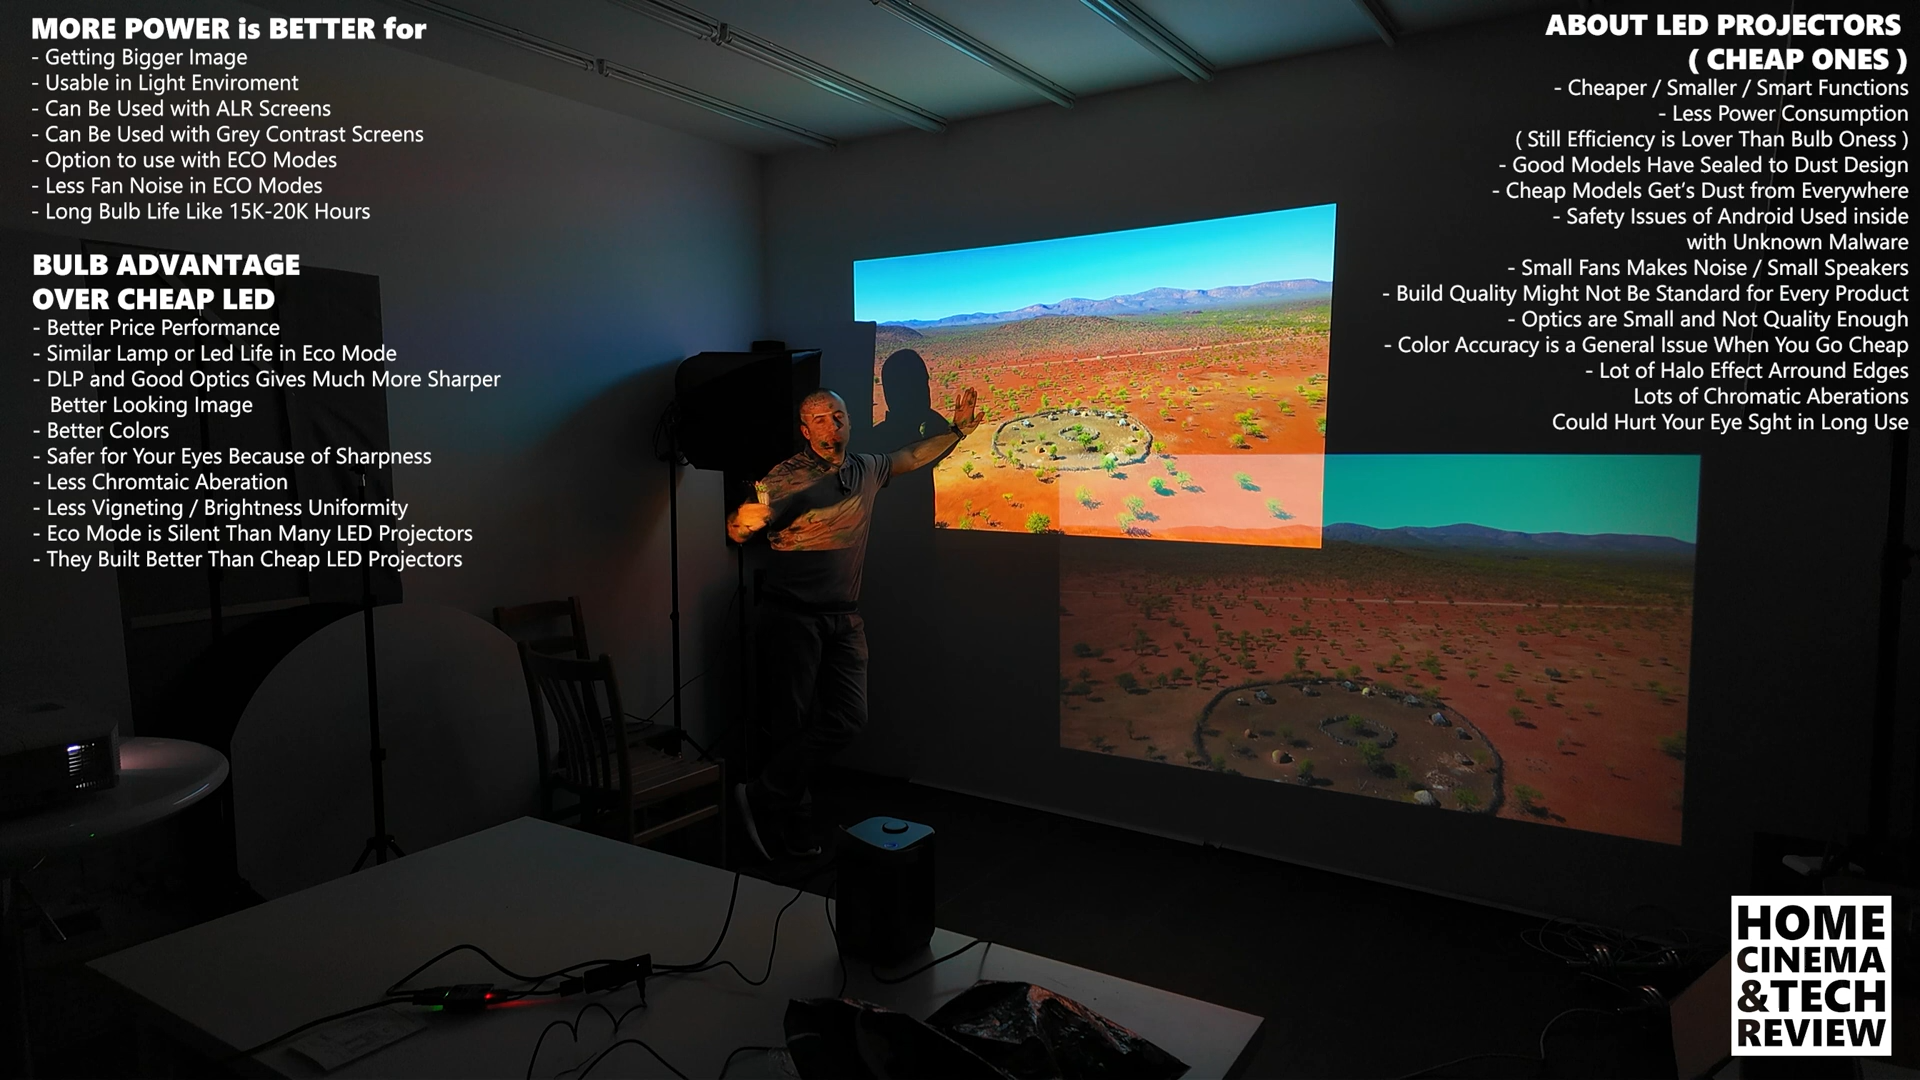 MORE POWER is BETTER for
- Getting Bigger Image
- Usable in Light Enviroment
- Can Be Used with ALR Screens
- Can Be Used with Grey Contrast Screens
- Option to use with ECO Modes
- Less Fan Noise in ECO Modes
- Long Bulb Life Like 15K-20K Hours
BULB ADVANTAGE
OVER CHEAP LED
- Better Price Performance
- Similar Lamp or Led Life in Eco Mode
- DLP and Good Optics Gives Much More Sharper
Better Looking Image
- Better Colors
- Safer for Your Eyes Because of Sharpness
- Less Chromtaic Aberation
- Less Vigneting / Brightness Uniformity
- Eco Mode is Silent Than Many LED Projectors
- They Built Better Than Cheap LED Projectors
ABOUT LED PROJECTORS
( CHEAP ONES )
- Cheaper / Smaller / Smart Functions
- Less Power Consumption
( Still Efficiency is Lover Than Bulb Oness )
- Good Models Have Sealed to Dust Design
- Cheap Models Get's Dust from Everywhere
- Safety Issues of Android Used inside
with Unknown Malware
- Small Fans Makes Noise / Small Speakers
- Build Quality Might Not Be Standard for Every Product
- Optics are Small and Not Quality Enough
- Color Accuracy is a General Issue When You Go Cheap
- Lot of Halo Effect Arround Edges
Lots of Chromatic Aberations
Could Hurt Your Eye Sght in Long Use
HOME
CINEMA
&TECH
REVIEW